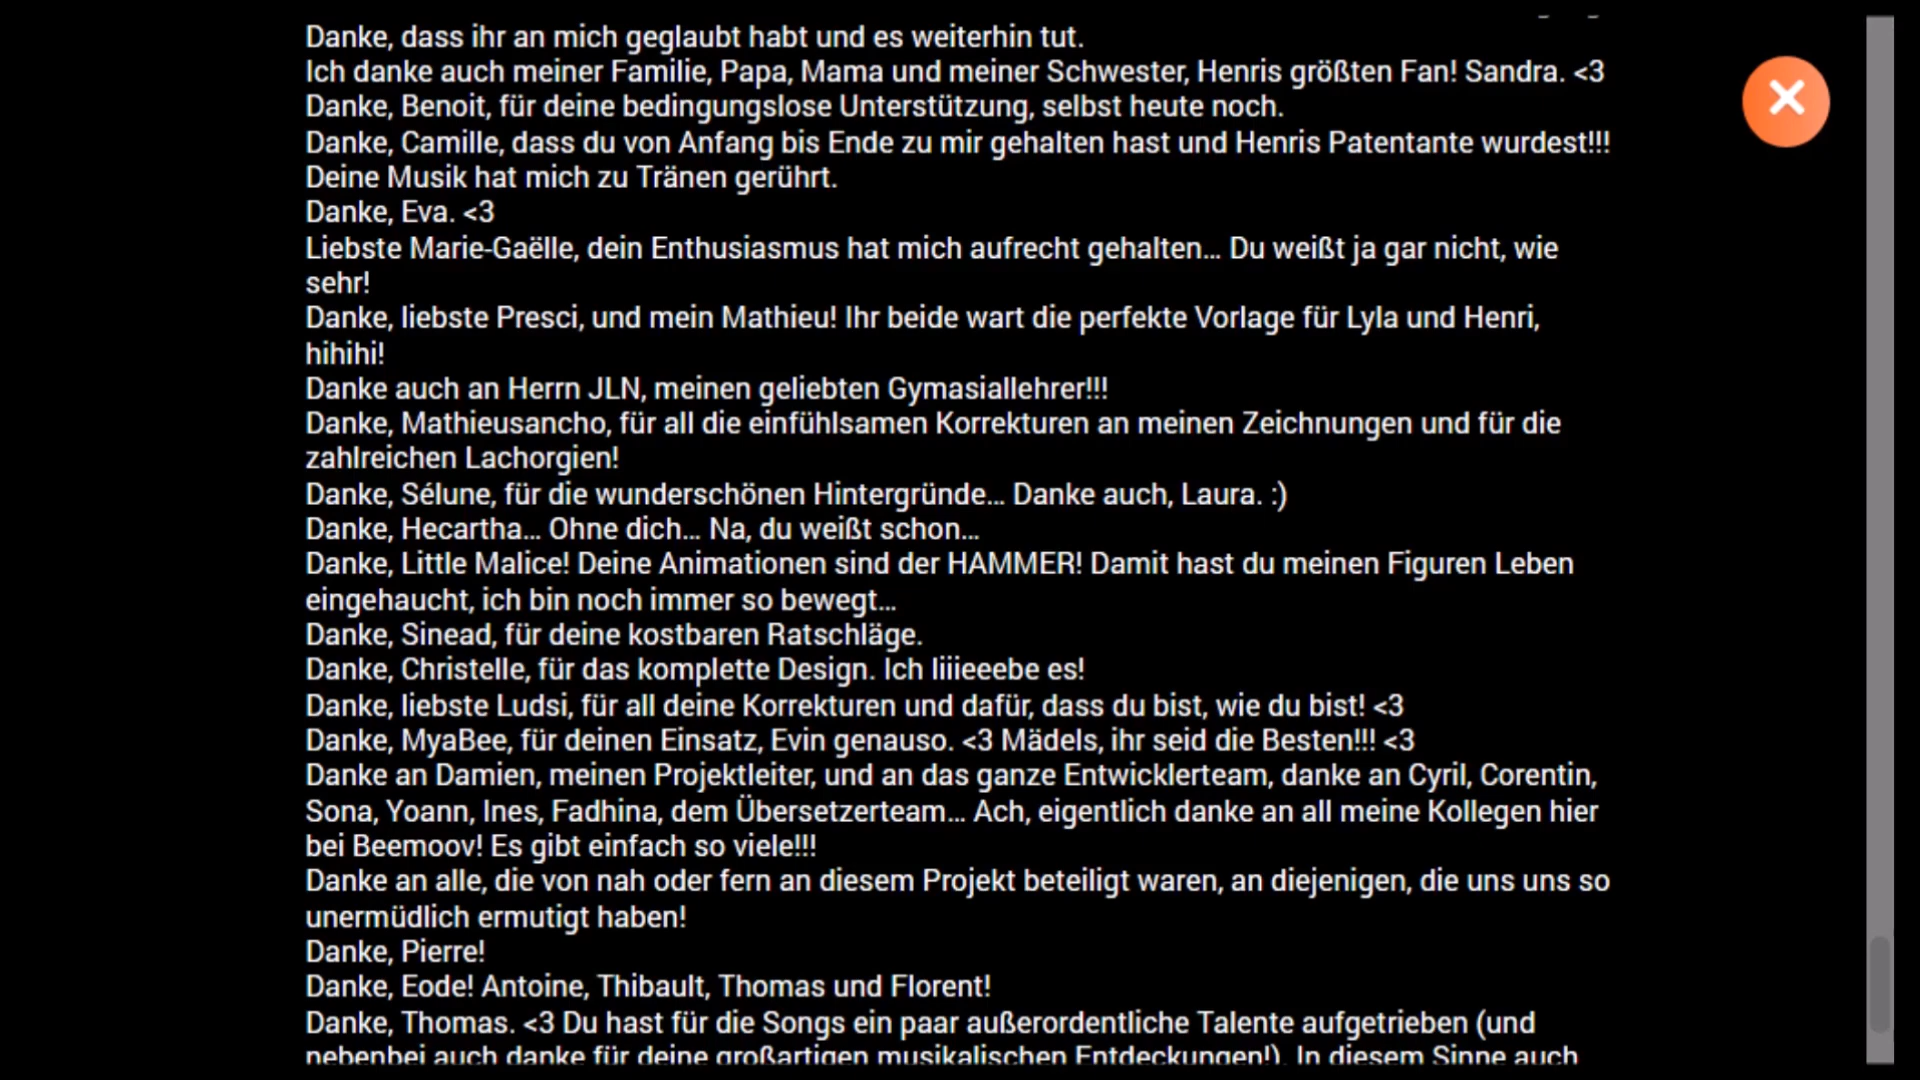 Danke, dass ihr an mich geglaubt habt und es weiterhin tut.
Ich danke auch meiner Familie, Papa, Mama und meiner Schwester, Henris größten Fan! Sandra. <3
Danke, Benoit, für deine bedingungslose Unterstützung, selbst heute noch.
Danke, Camille, dass du von Anfang bis Ende zu mir gehalten hast und Henris Patentante wurdest!!!
Deine Musik hat mich zu Tränen gerührt.
Danke, Eva. <3
Liebste Marie-Gaëlle, dein Enthusiasmus hat mich aufrecht gehalten... Du weißt ja gar nicht, wie
sehr!
Danke, liebste Presci, und mein Mathieu! Ihr beide wart die perfekte Vorlage für Lyla und Henri,
hihihi!
Danke auch an Herrn JLN, meinen geliebten Gymasiallehrer!!!
Danke, Mathieusancho, für all die einfühlsamen Korrekturen an meinen Zeichnungen und für die
zahlreichen Lachorgien!
Danke, Sélune, für die wunderschönen Hintergründe... Danke auch, Laura. :)
Danke, Hecartha... Ohne dich... Na, du weißt schon...
Danke, Little Malice! Deine Animationen sind der HAMMER! Damit hast du meinen Figuren Leben
eingehaucht, ich bin noch immer so bewegt...
Danke, Sinead, für deine kostbaren Ratschläge.
Danke, Christelle, für das komplette Design. Ich liiieeebe es!
Danke, liebste Ludsi, für all deine Korrekturen und dafür, dass du bist, wie du bist! <3
Danke, MyaBee, für deinen Einsatz, Evin genauso. <3 Mädels, ihr seid die Besten!!! <3
Danke an Damien, meinen Projektleiter, und an das ganze Entwicklerteam, danke an Cyril, Corentin,
Sona, Yoann, Ines, Fadhina, dem Übersetzerteam... Ach, eigentlich danke an all meine Kollegen hier
bei Beemoov! Es gibt einfach so viele!!!
Danke an alle, die von nah oder fern an diesem Projekt beteiligt waren, an diejenigen, die uns uns so
unermüdlich ermutigt haben!
Danke, Pierre!
Danke, Eode! Antoine, Thibault, Thomas und Florent!
Danke, Thomas. <3 Du hast für die Songs ein paar außerordentliche Talente aufgetrieben (und
nebenbei auch danke für deine großartigen musikalischen Entdeckungen!). In diesem Sinne auch